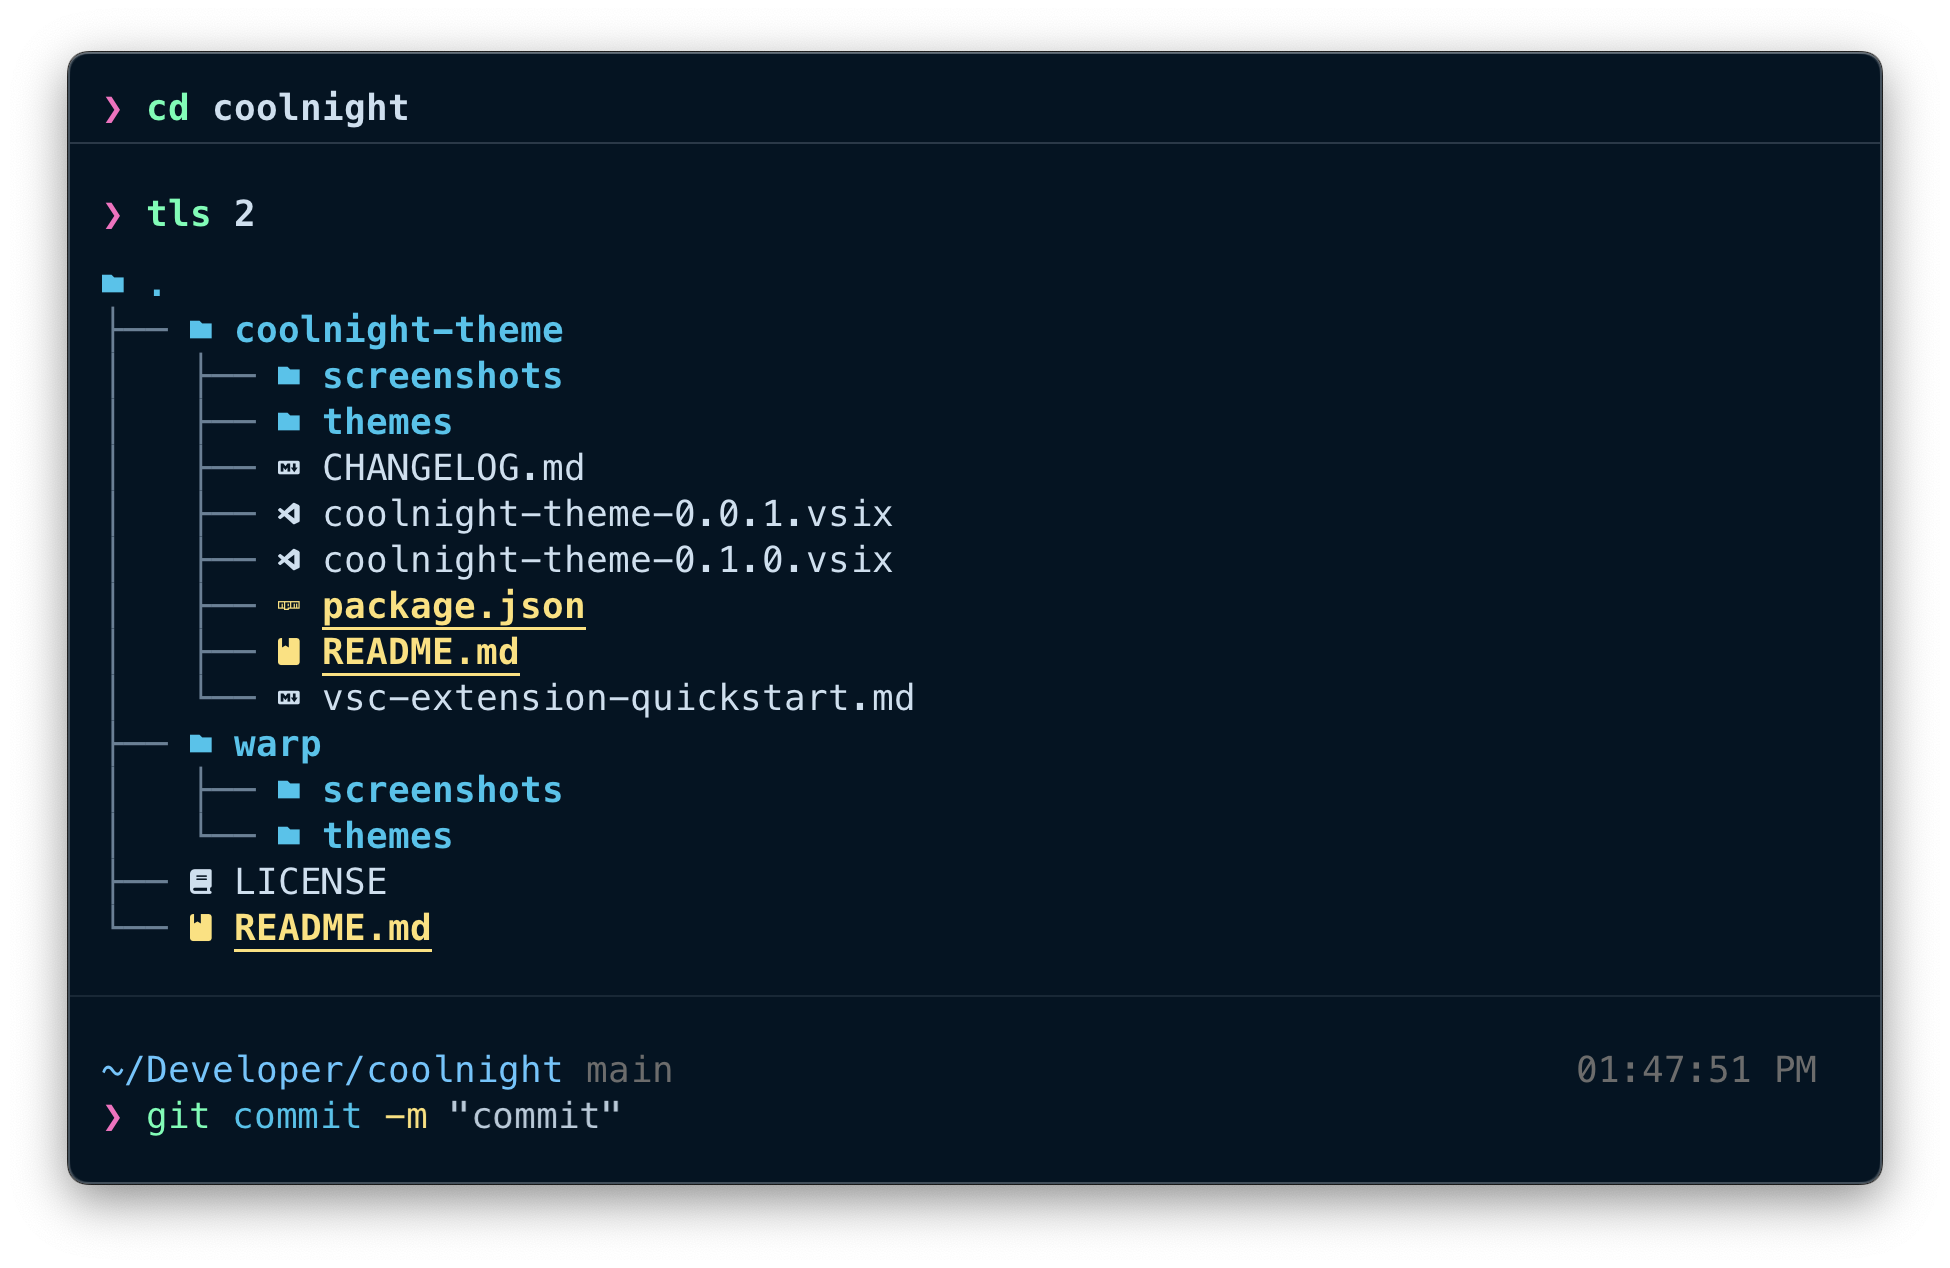 ❯ cd coolnight
❯ tls 2
.
├── coolnight-theme
│   ├── screenshots
│   ├── themes
│   ├── CHANGELOG.md
│   ├── coolnight-theme-0.0.1.vsix
│   ├── coolnight-theme-0.1.0.vsix
│   ├── package.json
│   ├── README.md
│   └── vsc-extension-quickstart.md
├── warp
│   ├── screenshots
│   └── themes
├── LICENSE
└── README.md
~/Developer/coolnight main 01:47:51 PM
❯ git commit -m "commit"